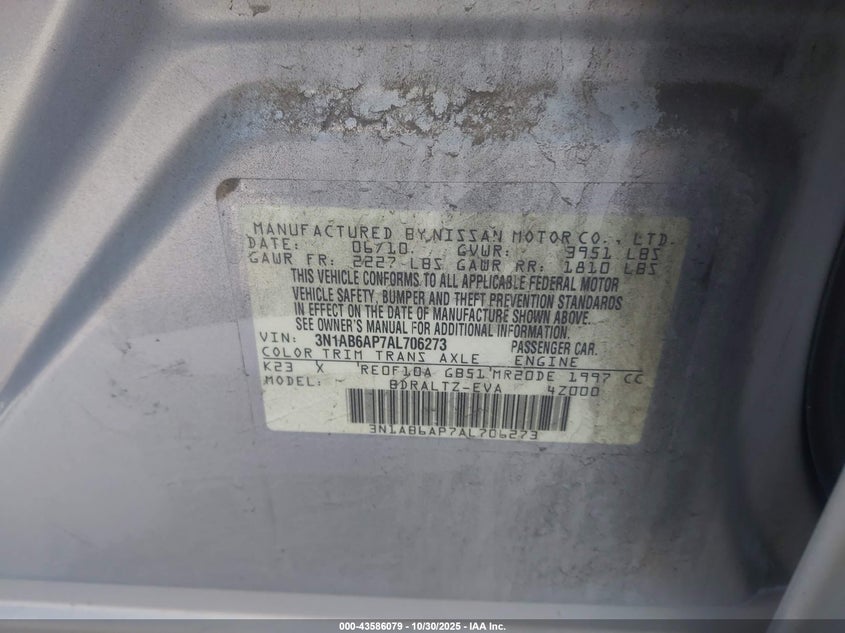 MANUFACTURED BY NISSAN MOTOR CO., LTD.
DATE: 06/10 GVWR: 3951 LBS
GAWR FR: 2227 LBS GAWR RR: 1810 LBS
THIS VEHICLE CONFORMS TO ALL APPLICABLE FEDERAL MOTOR
VEHICLE SAFETY, BUMPER AND THEFT PREVENTION STANDARDS
IN EFFECT ON THE DATE OF MANUFACTURE SHOWN ABOVE.
SEE OWNER'S MANUAL FOR ADDITIONAL INFORMATION.
VIN: 3N1AB6AP7AL706273 PASSENGER CAR.
COLOR TRIM TRANS AXLE ENGINE
K23 X RE0F10A GB51 MR20DE 1997 CC
MODEL: BDRALTZ-EVA 4Z000
3N1AB6AP7AL706273
000-43586079 - 10/30/2025 - IAA Inc.